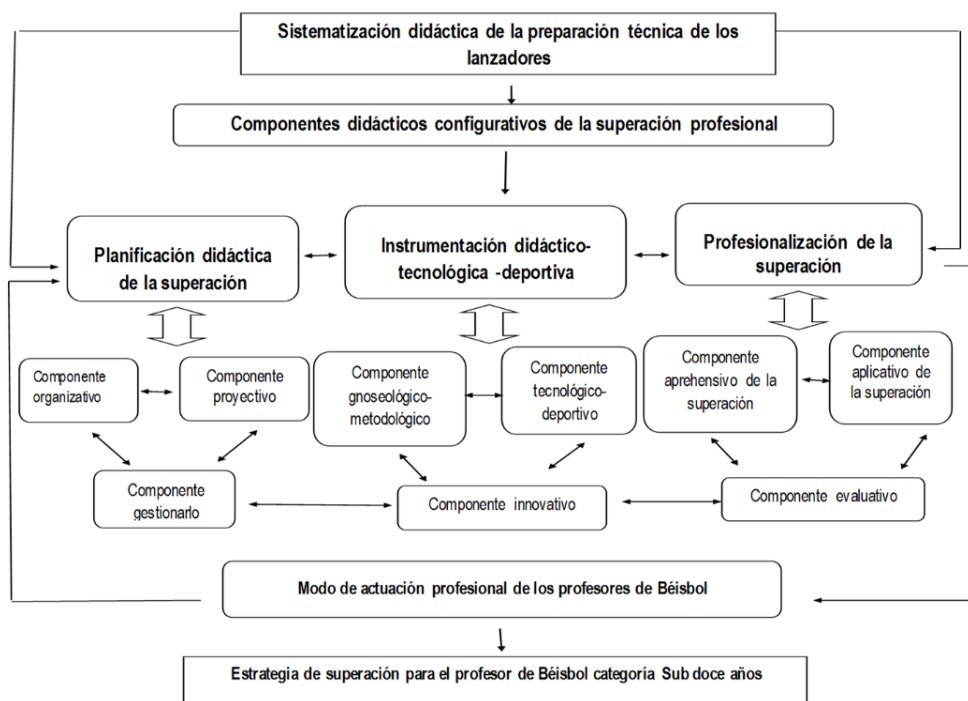 Sistematización didáctica de la preparación técnica de los
lanzadores
Componentes didácticos configurativos de la superación profesional
Planificación didáctica
de la superación
Instrumentación didáctico-
tecnológica -deportiva
Profesionalización de la
superación
Componente
organizativo
Componente
proyectivo
Componente
gestionarlo
Componente
gnoseológico-
metodológico
Componente
tecnológico-
deportivo
Componente innovativo
Componente
aprehensivo de la
superación
Componente
aplicativo de
la superación
Componente evaluativo
Modo de actuación profesional de los profesores de Béisbol
Estrategia de superación para el profesor de Béisbol categoría Sub doce años